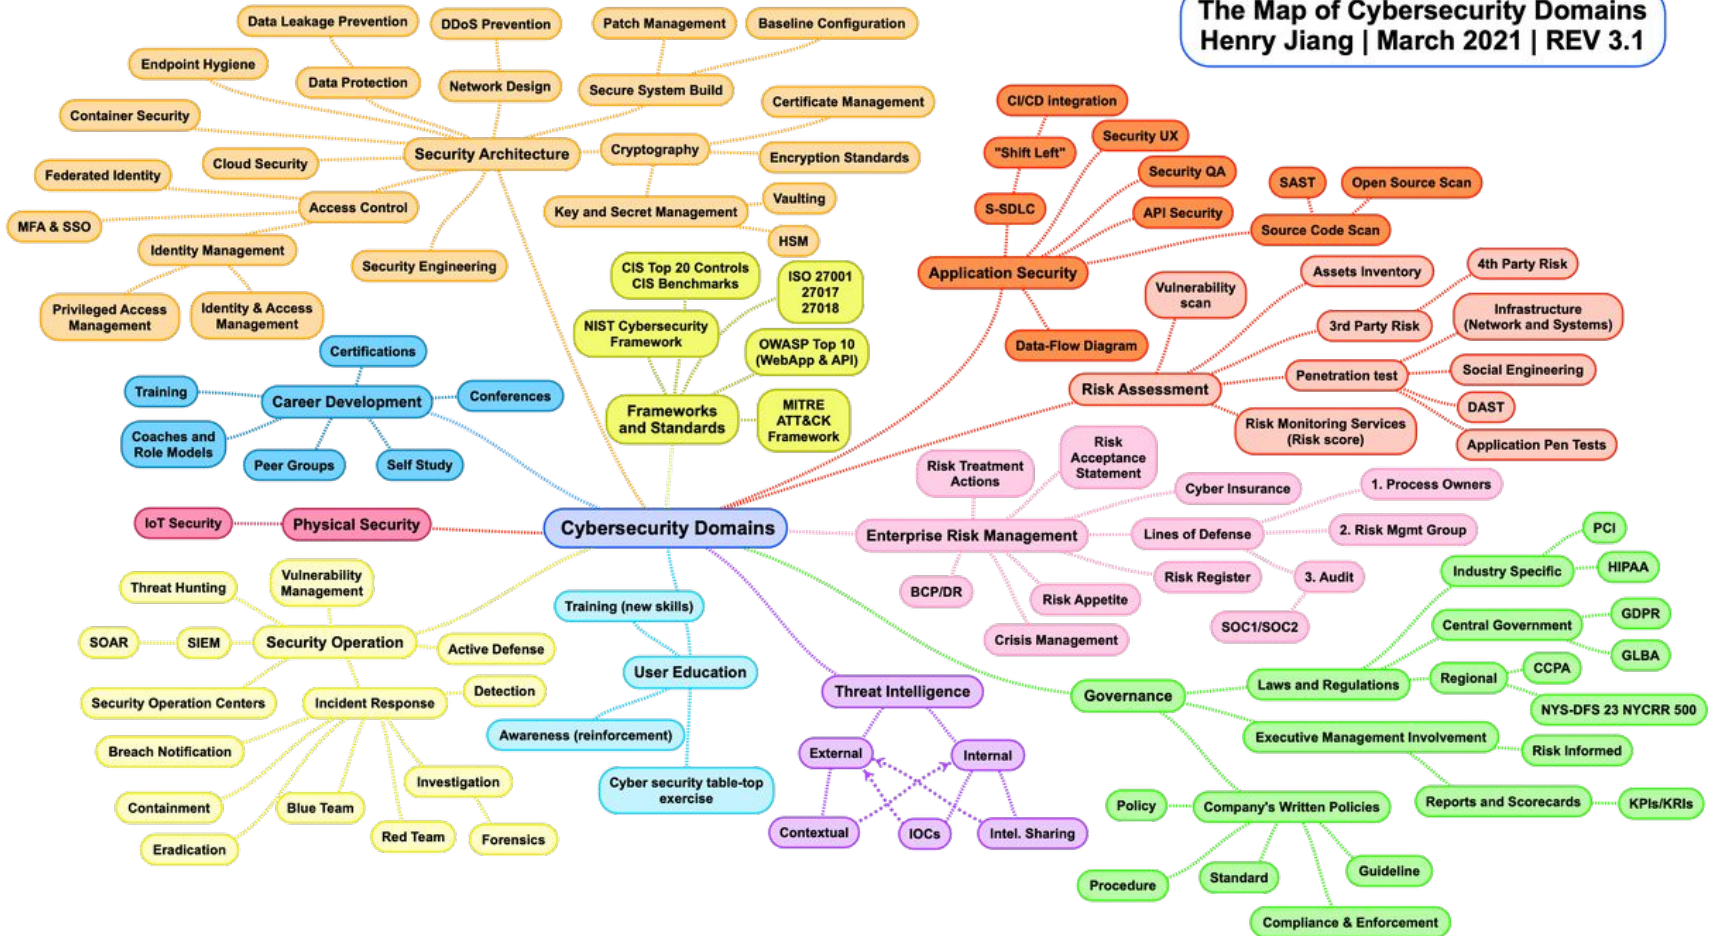 The Map of Cybersecurity Domains
Henry Jiang | March 2021 | REV 3.1
Data Leakage Prevention
DDoS Prevention
Patch Management
Baseline Configuration
Endpoint Hygiene
Data Protection
Network Design
Secure System Build
Container Security
Certificate Management
Cloud Security
Security Architecture
Cryptography
Encryption Standards
Federated Identity
Access Control
Key and Secret Management
Vaulting
HSM
MFA & SSO
Identity Management
Security Engineering
Privileged Access
Management
Identity & Access
Management
CIS Top 20 Controls
CIS Benchmarks
ISO 27001
27017
27018
NIST Cybersecurity
Framework
OWASP Top 10
(WebApp & API)
Frameworks
and Standards
MITRE
ATT&CK
Framework
CI/CD integration
"Shift Left"
Security UX
Security QA
S-SDLC
API Security
SAST
Open Source Scan
Source Code Scan
Application Security
Data-Flow Diagram
Vulnerability
scan
Assets Inventory
4th Party Risk
3rd Party Risk
Infrastructure
(Network and Systems)
Risk Assessment
Penetration test
Social Engineering
DAST
Risk Monitoring Services
(Risk score)
Application Pen Tests
Certifications
Training
Career Development
Conferences
Coaches and
Role Models
Peer Groups
Self Study
IoT Security
Physical Security
Cybersecurity Domains
Risk Treatment
Actions
Risk
Acceptance
Statement
Cyber Insurance
1. Process Owners
Enterprise Risk Management
Lines of Defense
2. Risk Mgmt Group
BCP/DR
Risk Register
3. Audit
Risk Appetite
SOC1/SOC2
Crisis Management
PCI
Industry Specific
HIPAA
Central Government
GDPR
GLBA
Laws and Regulations
Regional
CCPA
NYS-DFS 23 NYCRR 500
Governance
Executive Management Involvement
Risk Informed
Reports and Scorecards
KPIs/KRIs
Policy
Company's Written Policies
Procedure
Standard
Guideline
Compliance & Enforcement
Threat Hunting
Vulnerability
Management
SOAR
SIEM
Security Operation
Active Defense
Security Operation Centers
Incident Response
Detection
Breach Notification
Containment
Eradication
Blue Team
Red Team
Investigation
Forensics
Training (new skills)
User Education
Awareness (reinforcement)
Cyber security table-top
exercise
Threat Intelligence
External
Internal
Contextual
IOCs
Intel. Sharing